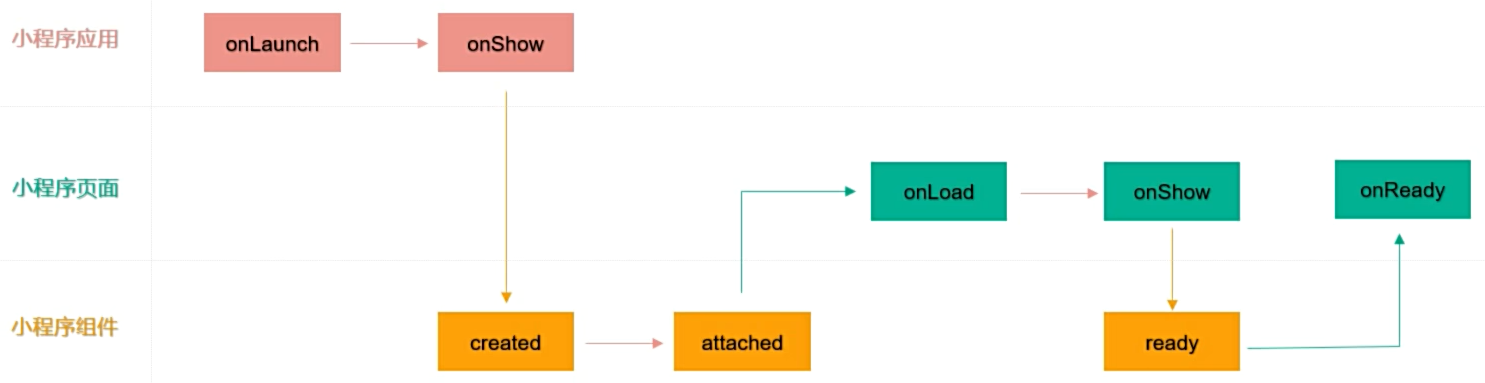 小程序应用
onLaunch
onShow
小程序页面
onLoad
onShow
onReady
小程序组件
created
attached
ready